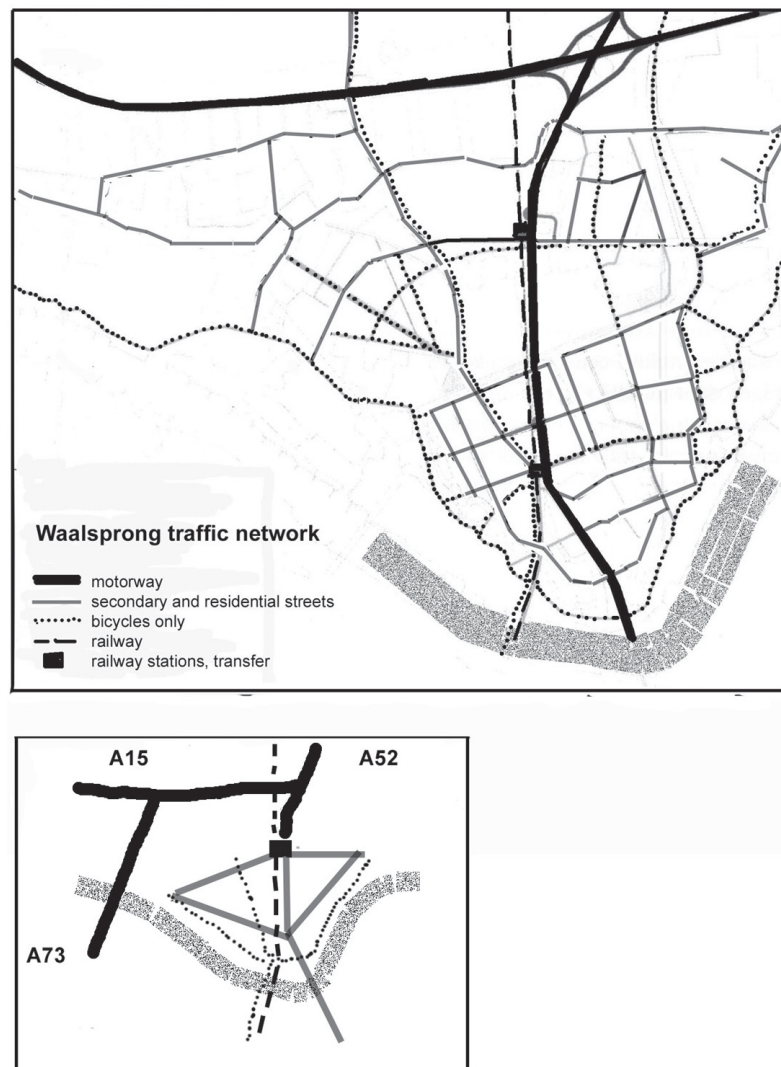 Waalsprong traffic network
motorway
secondary and residential streets
bicycles only
railway
railway stations, transfer
A15
A52
A73